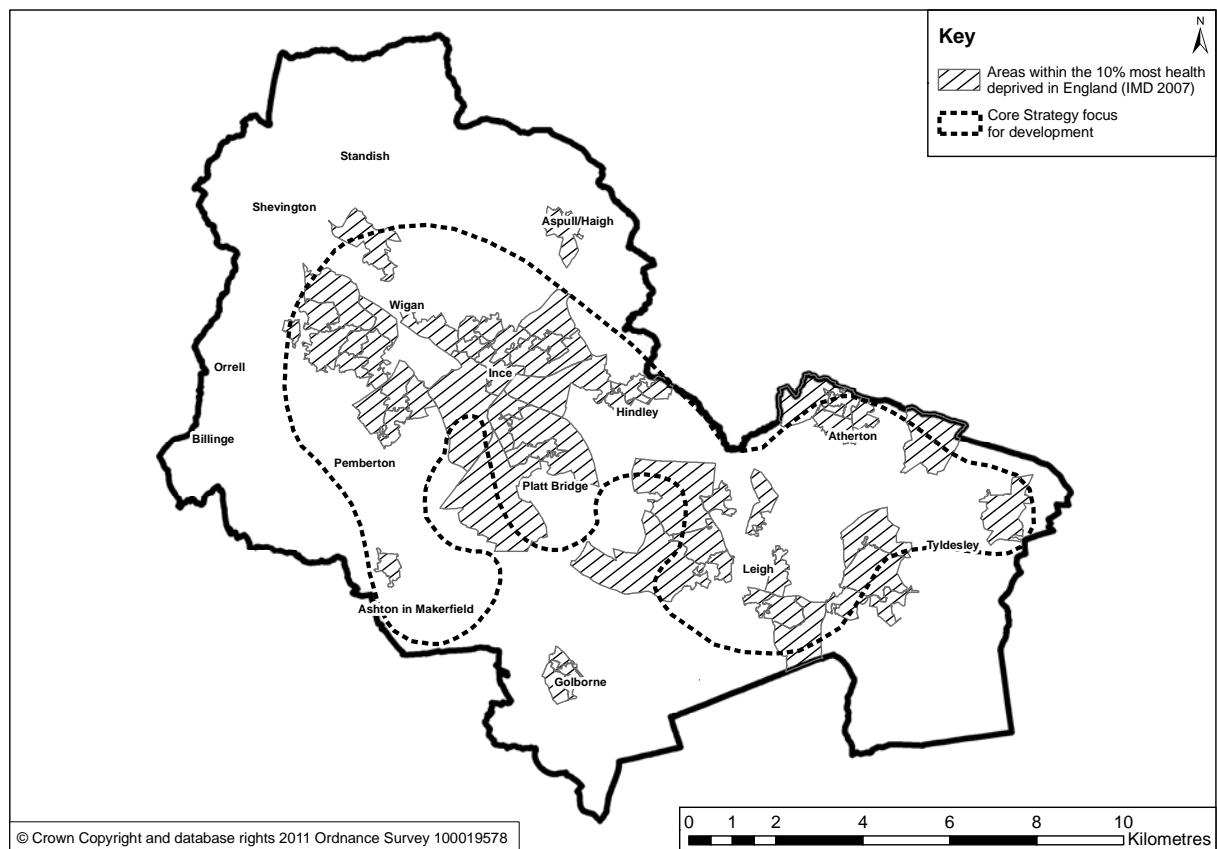 Key
N
Areas within the 10% most health
deprived in England (IMD 2007)
Core Strategy focus
for development
Standish
Shevington
Aspull/Haigh
Wigan
Orrell
Ince
Hindley
Billinge
Atherton
Pemberton
Platt Bridge
Tyldesley
Leigh
Ashton in Makerfield
Golborne
0 1 2 4 6 8 10
Kilometres
© Crown Copyright and database rights 2011 Ordnance Survey 100019578